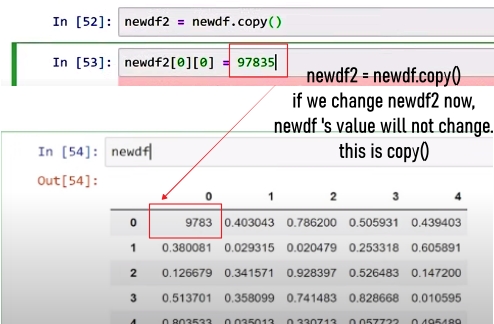 In [52]: newdf2 = newdf.copy()
In [53]: newdf2[0][0] = 97835
newdf2 = newdf.copy()
if we change newdf2 now,
newdf 's value will not change.
this is copy()
In [54]: newdf
Out[54]:
0 1 2 3 4
0 9783 0.403043 0.786200 0.505931 0.439403
1 0.380081 0.029315 0.020479 0.253318 0.605891
2 0.126679 0.341571 0.928397 0.526483 0.147200
3 0.513701 0.358099 0.741483 0.828668 0.010595
4 0.803533 0.035013 0.330713 0.057722 0.495489